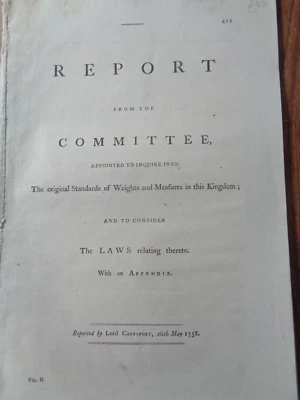 411
REPORT
FROM THE
COMMITTEE,
APPOINTED TO INQUIRE INTO
The original Standards of Weights and Measures in this Kingdom;
AND TO CONSIDER
The LAWS relating thereto.
With an APPENDIX.
Reported by Lord CARYSFORT, 26th May 1758.
VOL. II.